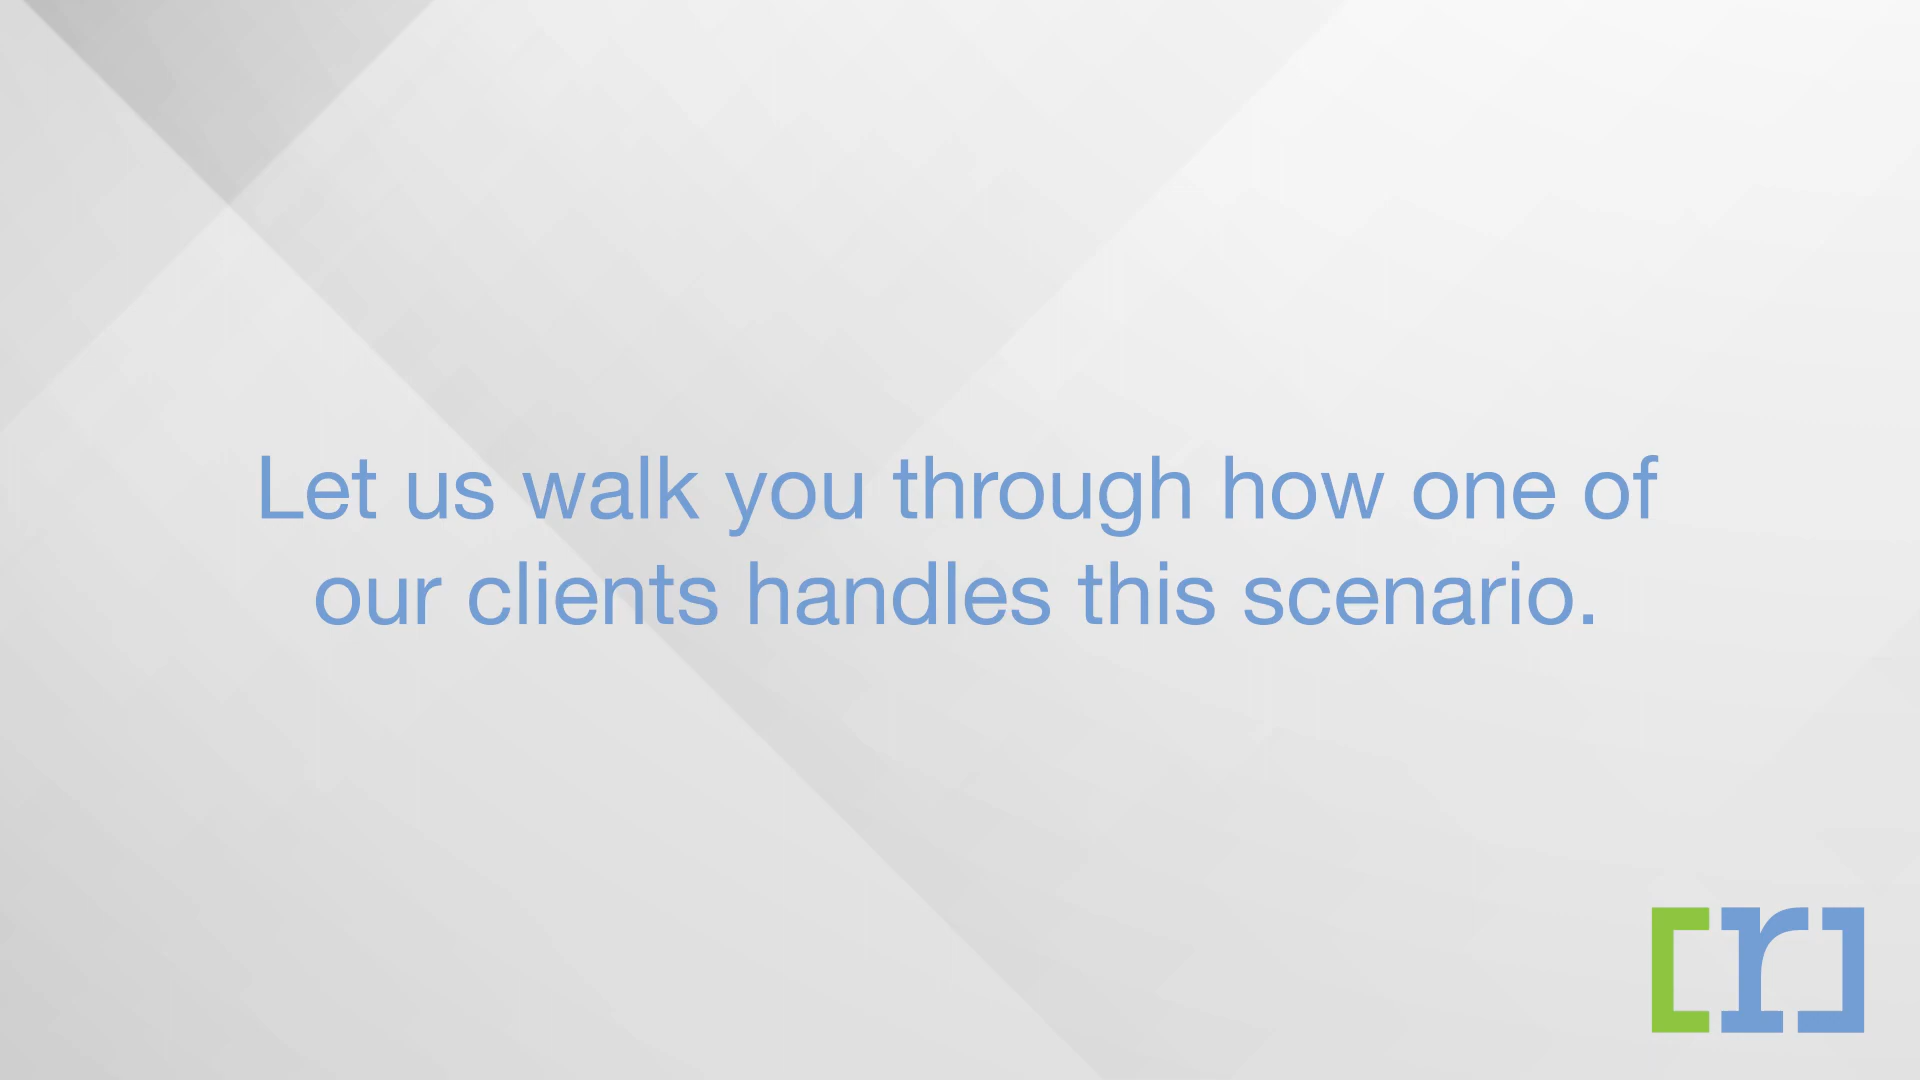 Let us walk you through how one of
our clients handles this scenario.
[r]